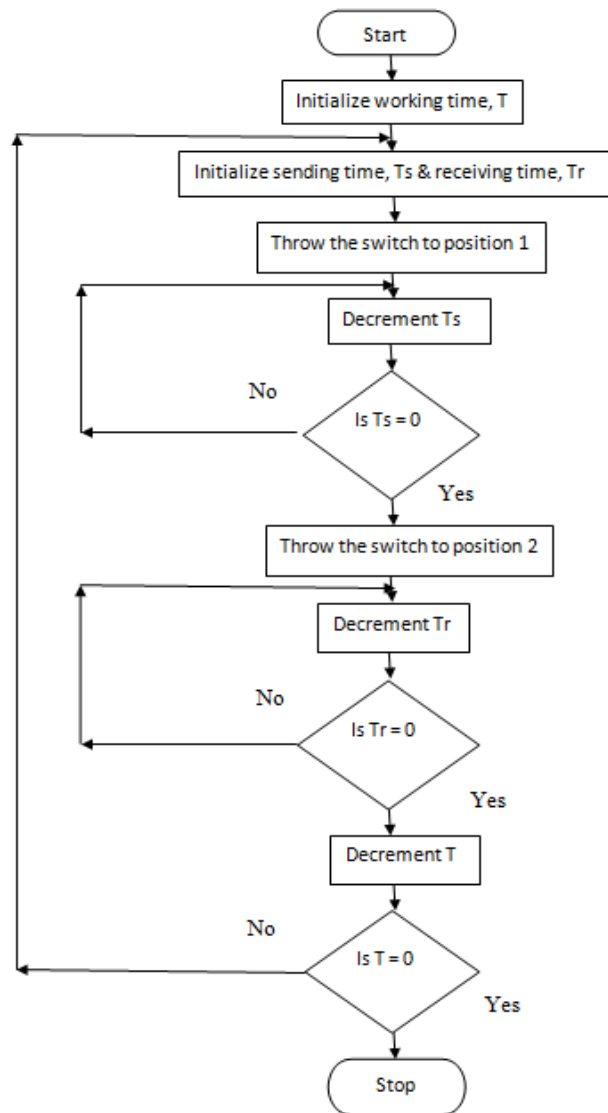 Start
Initialize working time, T
Initialize sending time, Ts & receiving time, Tr
Throw the switch to position 1
Decrement Ts
No
Is Ts = 0
Yes
Throw the switch to position 2
Decrement Tr
No
Is Tr = 0
Yes
Decrement T
No
Is T = 0
Yes
Stop